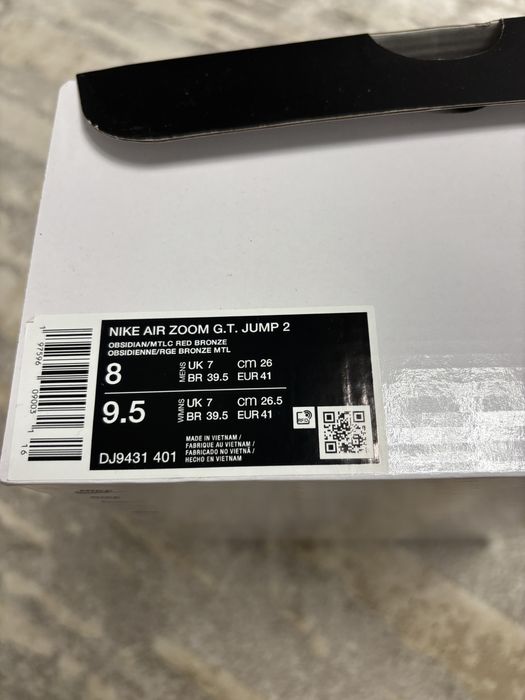 NIKE AIR ZOOM G.T. JUMP 2
OBSIDIAN/MTLC RED BRONZE
OBSIDIENNE/RGE BRONZE MTL
8 MENS UK 7 CM 26
BR 39.5 EUR 41
9.5 WMNS UK 7 CM 26.5
BR 39.5 EUR 41
MADE IN VIETNAM /
FABRIQUE AU VIETNAM /
FABRICADO NO VIETNÃ /
HECHO EN VIETNAM
DJ9431 401